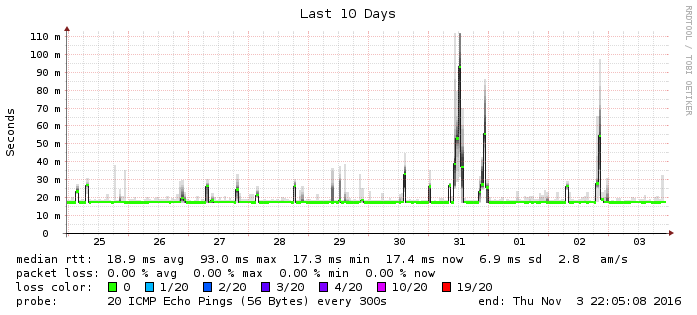 Last 10 Days
RRDTOOL / TOBI OETIKER
Seconds
110 m
100 m
90 m
80 m
70 m
60 m
50 m
40 m
30 m
20 m
10 m
0
25 26 27 28 29 30 31 01 02 03
median rtt: 18.9 ms avg 93.0 ms max 17.3 ms min 17.4 ms now 6.9 ms sd 2.8 am/s
packet loss: 0.00 % avg 0.00 % max 0.00 % min 0.00 % now
loss color: 0 1/20 2/20 3/20 4/20 10/20 19/20
probe: 20 ICMP Echo Pings (56 Bytes) every 300s end: Thu Nov 3 22:05:08 2016